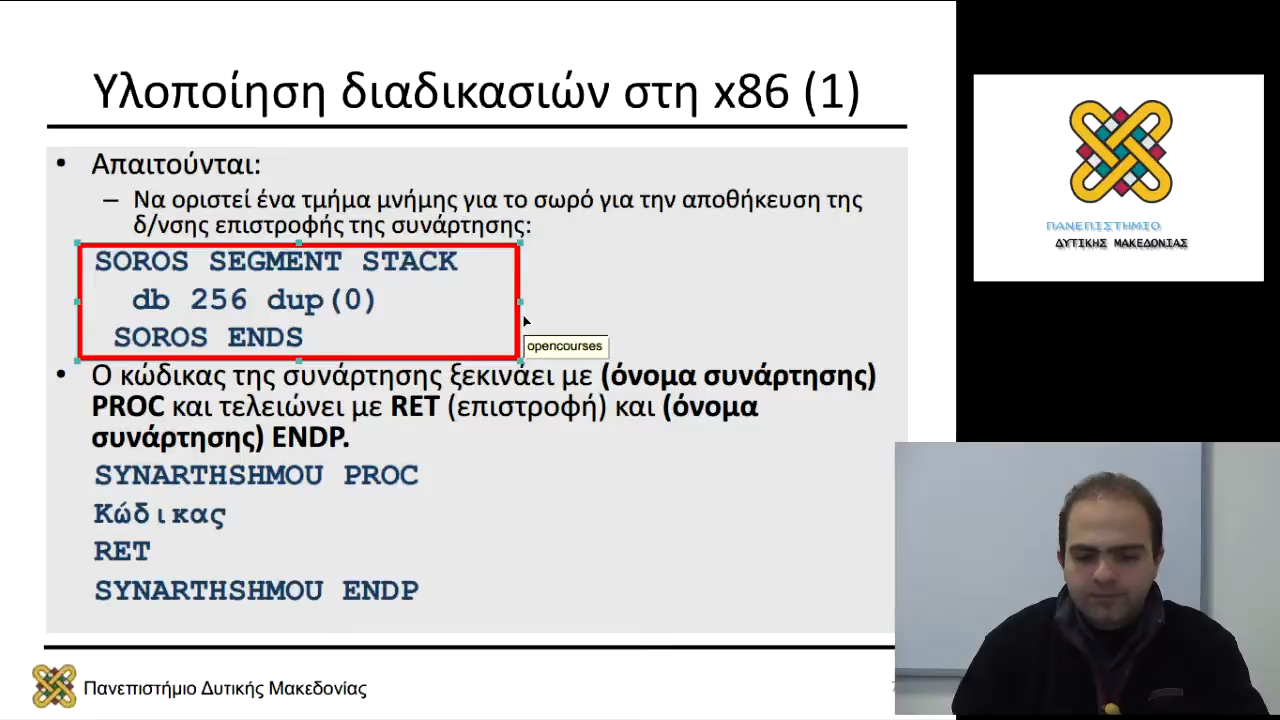 Υλοποίηση διαδικασιών στη x86 (1)
• Απαιτούνται:
– Να οριστεί ένα τμήμα μνήμης για το σωρό για την αποθήκευση της
δ/νσης επιστροφής της συνάρτησης:
SOROS SEGMENT STACK
db 256 dup(0)
SOROS ENDS
opencourses
• Ο κώδικας της συνάρτησης ξεκινάει με (όνομα συνάρτησης)
PROC και τελειώνει με RET (επιστροφή) και (όνομα
συνάρτησης) ENDP.
SYNARTHSHMOU PROC
Κώδικας
RET
SYNARTHSHMOU ENDP
Πανεπιστήμιο Δυτικής Μακεδονίας
ΠΑΝΕΠΙΣΤΗΜΙΟ
ΔΥΤΙΚΗΣ ΜΑΚΕΔΟΝΙΑΣ